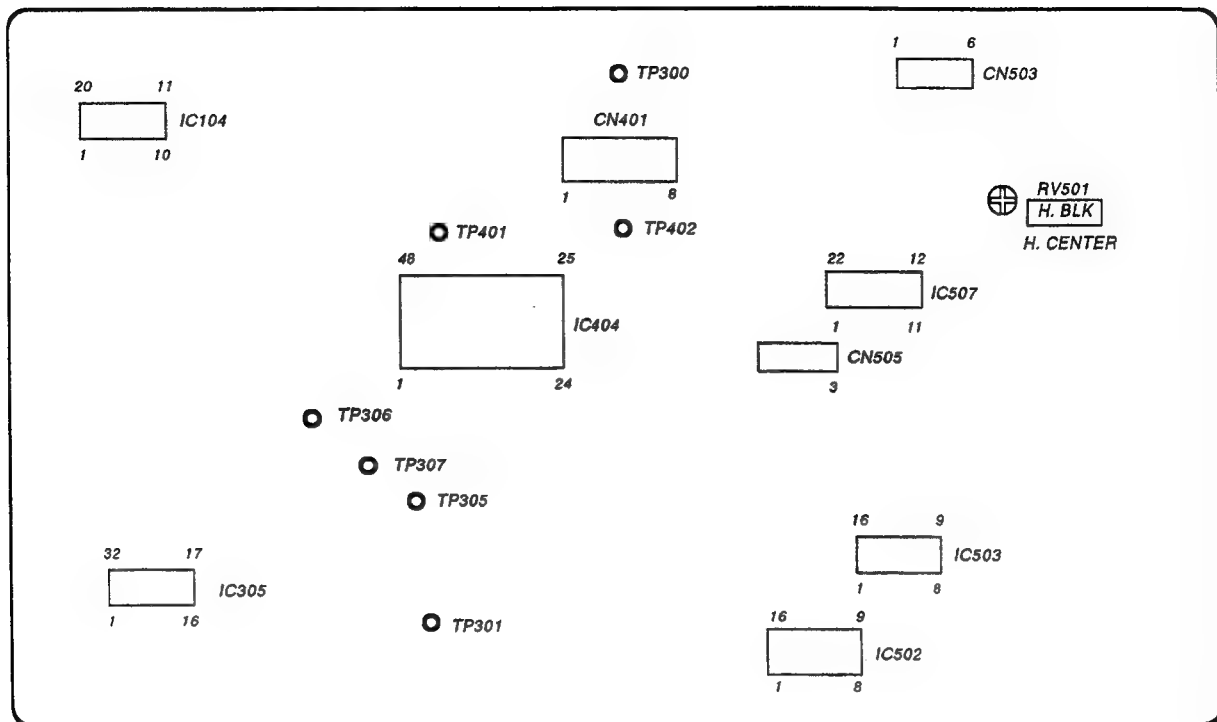 1 6
CN503
TP300
20 11
IC104
1 10
CN401
1 8
RV501
H. BLK
H. CENTER
TP401
TP402
48 25
IC404
1 24
22 12
IC507
1 11
CN505
3
TP306
TP307
TP305
16 9
IC503
1 8
32 17
IC305
1 16
TP301
16 9
IC502
1 8